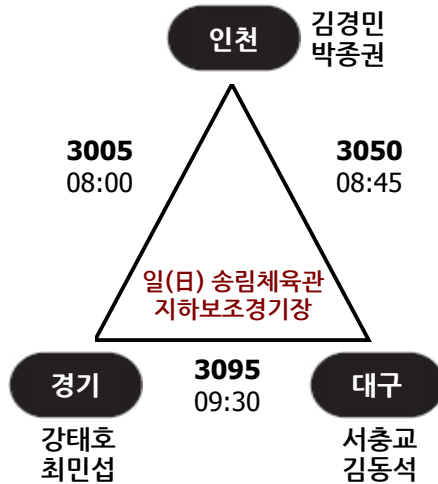 인천
김경민
박종권
3005
08:00
3050
08:45
일(日) 송림체육관
지하보조경기장
경기
3095
09:30
대구
강태호
최민섭
서충교
김동석